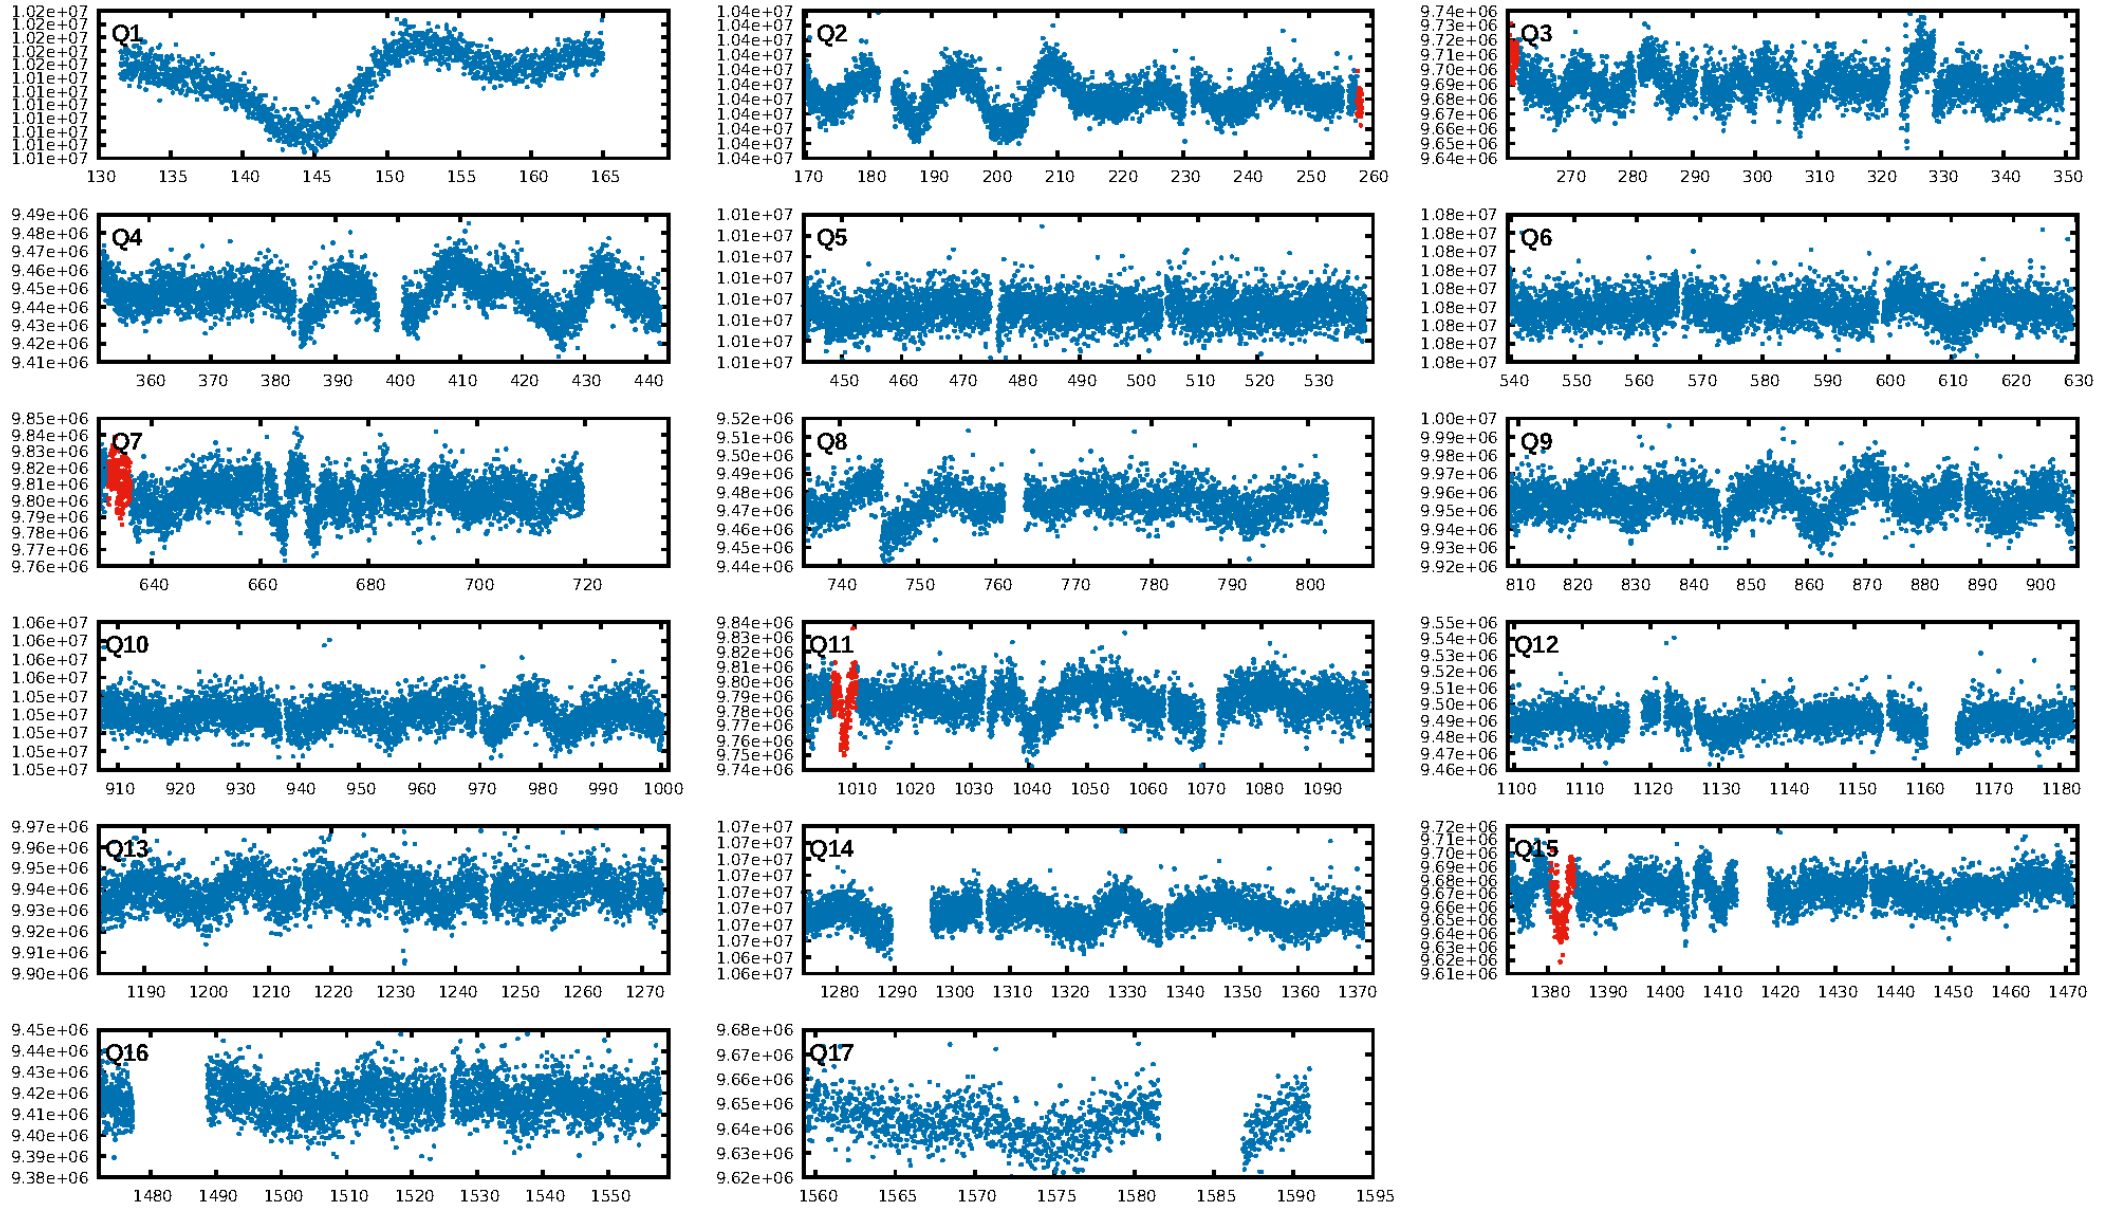 1.02e+07 1.02e+07 1.02e+07 1.02e+07 1.01e+07 1.01e+07 1.01e+07 1.01e+07 1.01e+07 1.01e+07 1.01e+07 1.01e+07
Q1
130 135 140 145 150 155 160 165
1.04e+07 1.04e+07 1.04e+07 1.04e+07 1.04e+07 1.04e+07 1.04e+07 1.04e+07 1.04e+07 1.04e+07 1.04e+07
Q2
170 180 190 200 210 220 230 240 250 260
9.74e+06 9.73e+06 9.72e+06 9.71e+06 9.70e+06 9.69e+06 9.68e+06 9.67e+06 9.66e+06 9.65e+06 9.64e+06
Q3
270 280 290 300 310 320 330 340 350
9.49e+06 9.48e+06 9.47e+06 9.46e+06 9.45e+06 9.44e+06 9.43e+06 9.42e+06 9.41e+06
Q4
360 370 380 390 400 410 420 430 440
1.01e+07 1.01e+07 1.01e+07 1.01e+07 1.01e+07 1.01e+07 1.01e+07 1.01e+07
Q5
450 460 470 480 490 500 510 520 530
1.08e+07 1.08e+07 1.08e+07 1.08e+07 1.08e+07 1.08e+07 1.08e+07 1.08e+07 1.08e+07
Q6
540 550 560 570 580 590 600 610 620 630
9.85e+06 9.84e+06 9.83e+06 9.82e+06 9.81e+06 9.80e+06 9.79e+06 9.78e+06 9.77e+06 9.76e+06
Q7
640 660 680 700 720
9.52e+06 9.51e+06 9.50e+06 9.49e+06 9.48e+06 9.47e+06 9.46e+06 9.45e+06 9.44e+06
Q8
740 750 760 770 780 790 800
1.00e+07 9.99e+06 9.98e+06 9.97e+06 9.96e+06 9.95e+06 9.94e+06 9.93e+06 9.92e+06
Q9
810 820 830 840 850 860 870 880 890 900
1.06e+07 1.06e+07 1.06e+07 1.06e+07 1.05e+07 1.05e+07 1.05e+07 1.05e+07 1.05e+07
Q10
910 920 930 940 950 960 970 980 990 1000
9.84e+06 9.83e+06 9.82e+06 9.81e+06 9.80e+06 9.79e+06 9.78e+06 9.77e+06 9.76e+06 9.75e+06 9.74e+06
Q11
1010 1020 1030 1040 1050 1060 1070 1080 1090
9.55e+06 9.54e+06 9.53e+06 9.52e+06 9.51e+06 9.50e+06 9.49e+06 9.48e+06 9.47e+06 9.46e+06
Q12
1100 1110 1120 1130 1140 1150 1160 1170 1180
9.97e+06 9.96e+06 9.95e+06 9.94e+06 9.93e+06 9.92e+06 9.91e+06 9.90e+06
Q13
1190 1200 1210 1220 1230 1240 1250 1260 1270
1.07e+07 1.07e+07 1.07e+07 1.07e+07 1.07e+07 1.07e+07 1.07e+07 1.07e+07 1.06e+07 1.06e+07
Q14
1280 1290 1300 1310 1320 1330 1340 1350 1360 1370
9.72e+06 9.71e+06 9.70e+06 9.69e+06 9.68e+06 9.67e+06 9.66e+06 9.65e+06 9.64e+06 9.63e+06 9.62e+06 9.61e+06
Q15
1380 1390 1400 1410 1420 1430 1440 1450 1460 1470
9.45e+06 9.44e+06 9.43e+06 9.42e+06 9.41e+06 9.40e+06 9.39e+06 9.38e+06
Q16
1480 1490 1500 1510 1520 1530 1540 1550
9.68e+06 9.67e+06 9.66e+06 9.65e+06 9.64e+06 9.63e+06 9.62e+06
Q17
1560 1565 1570 1575 1580 1585 1590 1595